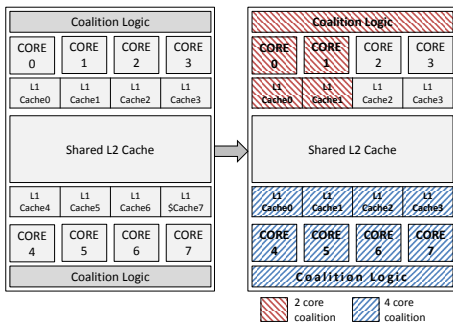 Coalition Logic
CORE 0
CORE 1
CORE 2
CORE 3
L1 Cache0
L1 Cache1
L1 Cache2
L1 Cache3
Shared L2 Cache
L1 Cache4
L1 Cache5
L1 Cache6
L1 $Cache7
CORE 4
CORE 5
CORE 6
CORE 7
Coalition Logic
Coalition Logic
CORE 0
CORE 1
CORE 2
CORE 3
L1 Cache0
L1 Cache1
L1 Cache2
L1 Cache3
Shared L2 Cache
L1 Cache0
L1 Cache1
L1 Cache2
L1 Cache3
CORE 4
CORE 5
CORE 6
CORE 7
Coalition Logic
2 core coalition
4 core coalition